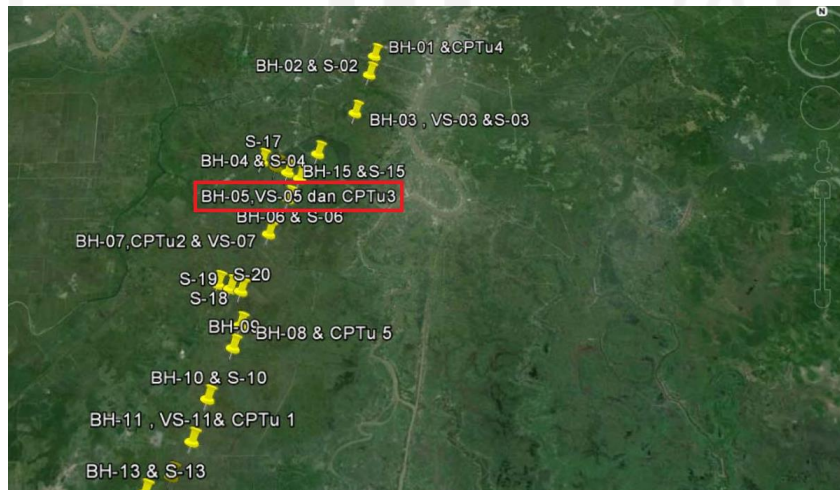 N
BH-01 &CPTu4
BH-02 & S-02
BH-03 , VS-03 &S-03
S-17
BH-04 & S-04
BH-15 &S-15
BH-05,VS-05 dan CPTu3
BH-06 & S-06
BH-07,CPTu2 & VS-07
S-19
S-20
S-18
BH-09
BH-08 & CPTu 5
BH-10 & S-10
BH-11 , VS-11& CPTu 1
BH-13 & S-13